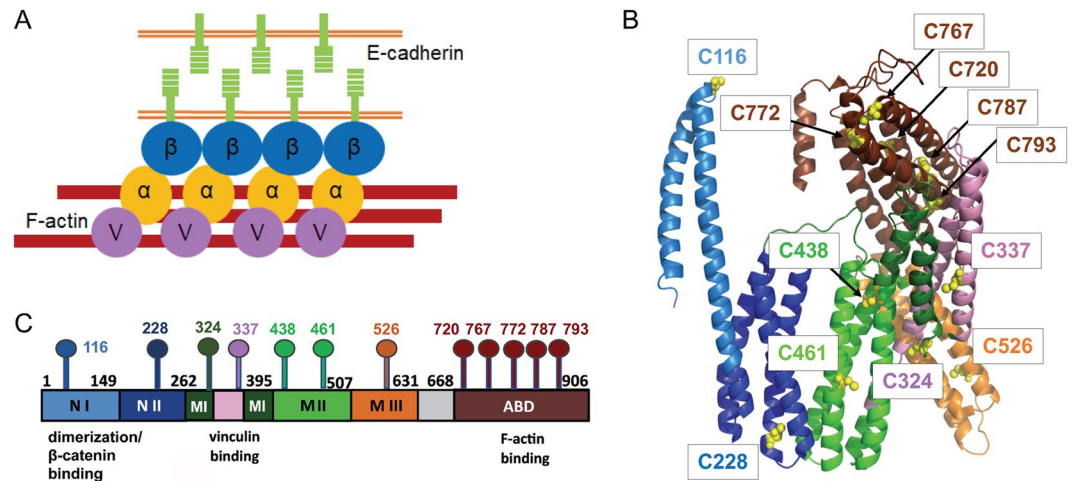 A
E-cadherin
β β β β
α α α α
F-actin
V V V V
B
C767
C116
C720
C772
C787
C793
C438
C337
C461
C526
C324
C228
C
116 228 324 337 438 461 526 720 767 772 787 793
1 149 262 395 507 631 668 906
N I N II MI MI M II M III ABD
dimerization/
β-catenin
binding
vinculin
binding
F-actin
binding